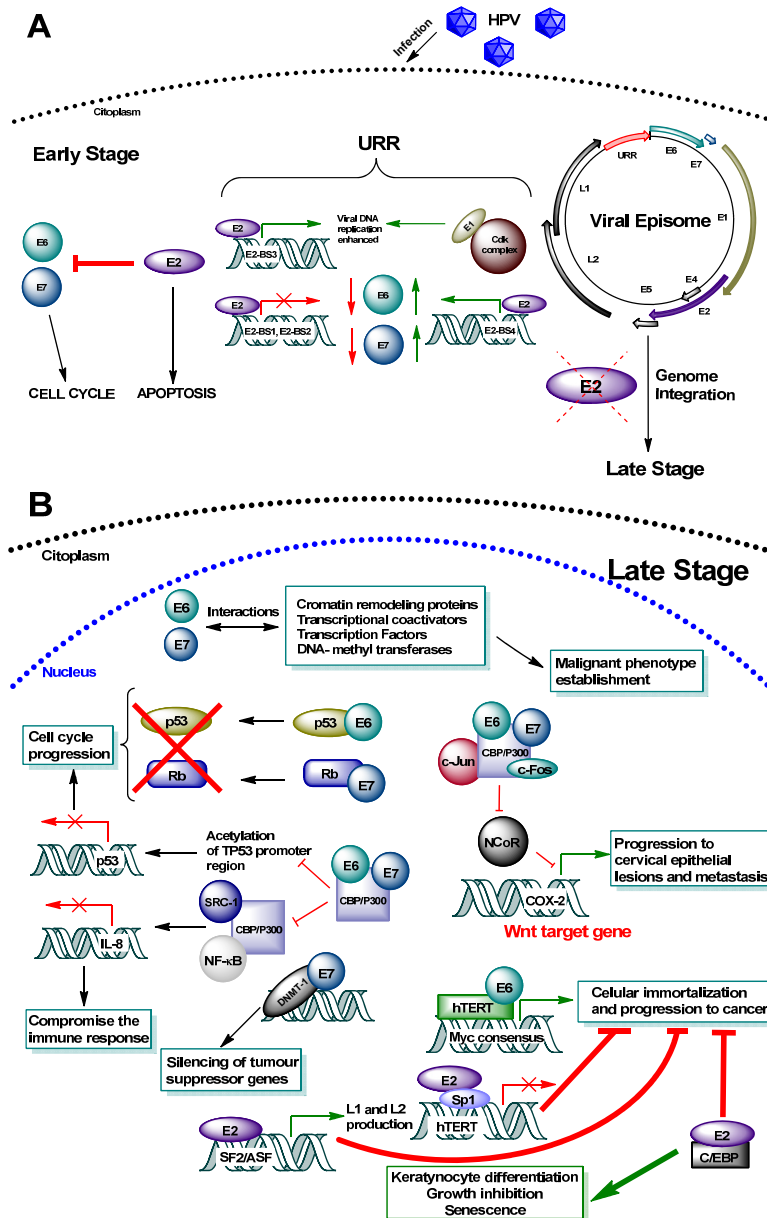 A
HPV
Infection
Citoplasm
Early Stage
URR
E6
E7
E2
CELL CYCLE
APOPTOSIS
E2
E2-BS3
Viral DNA
replication
enhanced
E1
Cdk
complex
E2
E2-BS1, E2-BS2
E6
E7
E2
E2-BS4
URR
E6
E7
L1
Viral Episome
E1
L2
E5
E4
E2
E2
Genome
Integration
Late Stage
B
Citoplasm
Late Stage
Nucleus
E6
E7
Interactions
Cromatin remodeling proteins
Transcriptional coactivators
Transcription Factors
DNA- methyl transferases
Malignant phenotype
establishment
Cell cycle
progression
p53
Rb
p53
E6
Rb
E7
E6
E7
CBP/P300
c-Jun
c-Fos
NCoR
COX-2
Wnt target gene
Progression to
cervical epithelial
lesions and metastasis
p53
Acetylation
of TP53 promoter
region
E6
E7
CBP/P300
SRC-1
CBP/P300
NF-κB
IL-8
Compromise the
immune response
DNMT-1
E7
Silencing of tumour
suppressor genes
E6
hTERT
Myc consensus
Cellular immortalization
and progression to cancer
E2
Sp1
hTERT
E2
SF2/ASF
L1 and L2
production
E2
C/EBP
Keratynocyte differentiation
Growth inhibition
Senescence